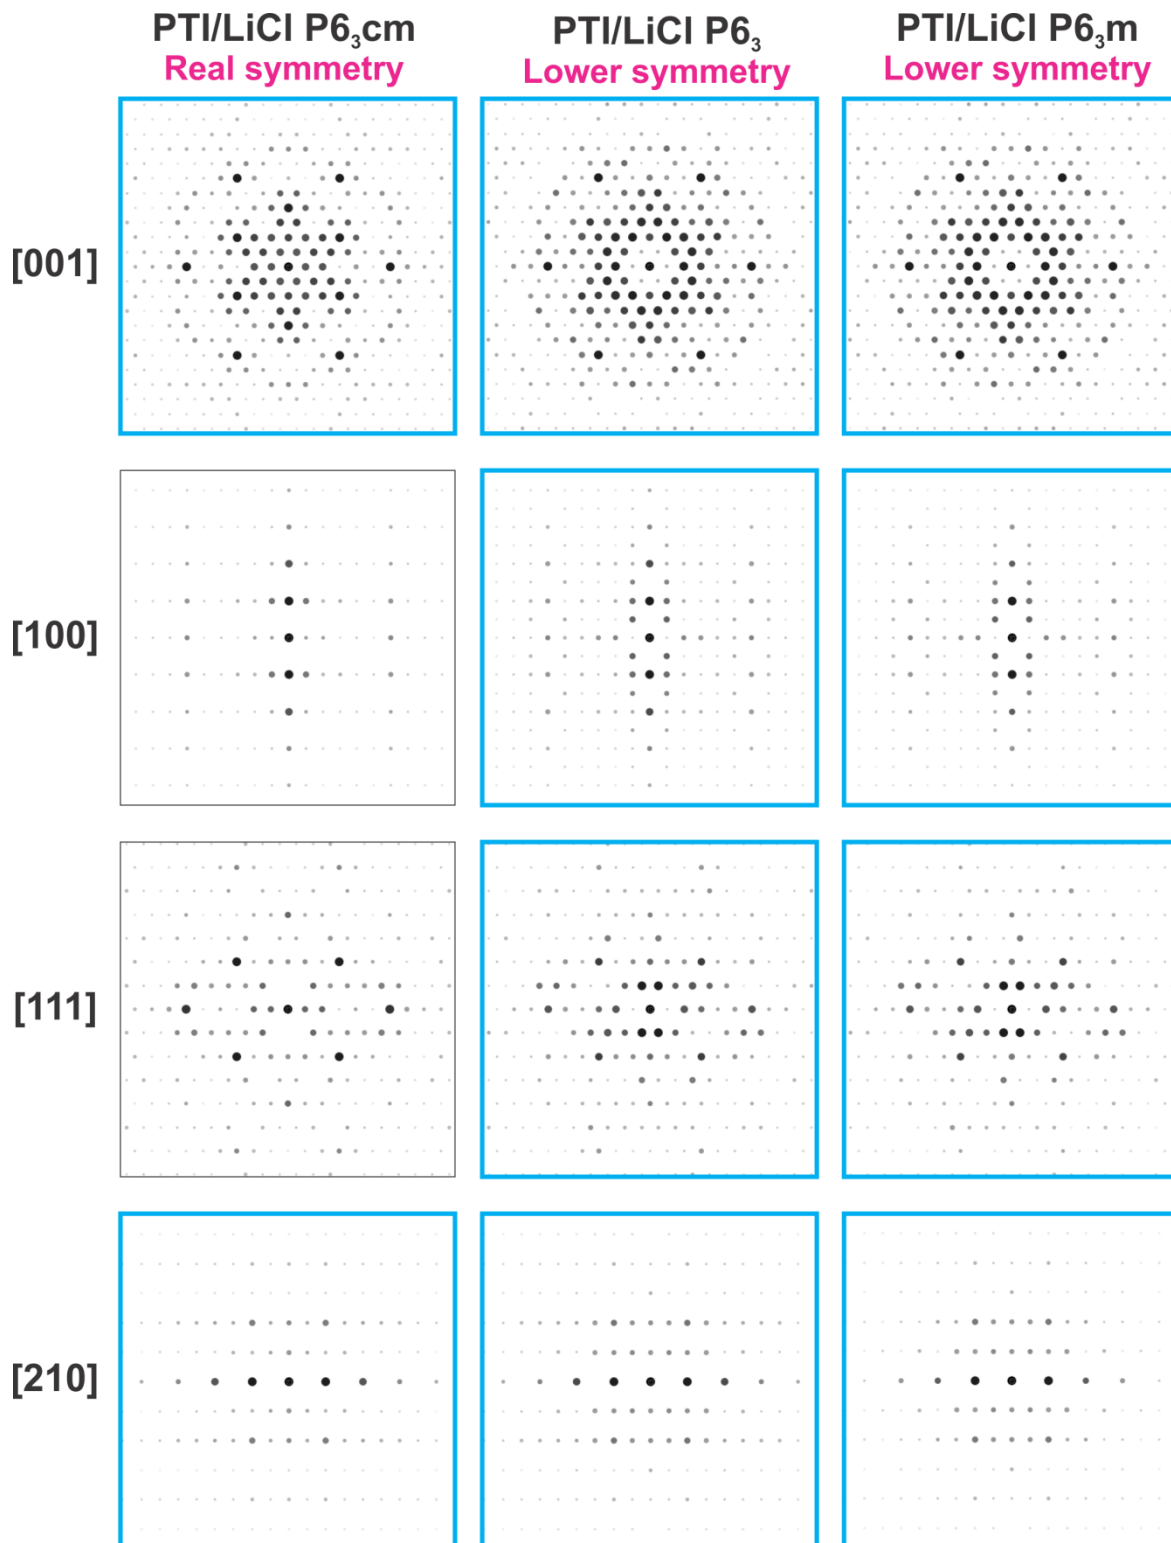 PTI/LiCl P6₃cm
Real symmetry
PTI/LiCl P6₃
Lower symmetry
PTI/LiCl P6₃m
Lower symmetry
[001]
[100]
[111]
[210]